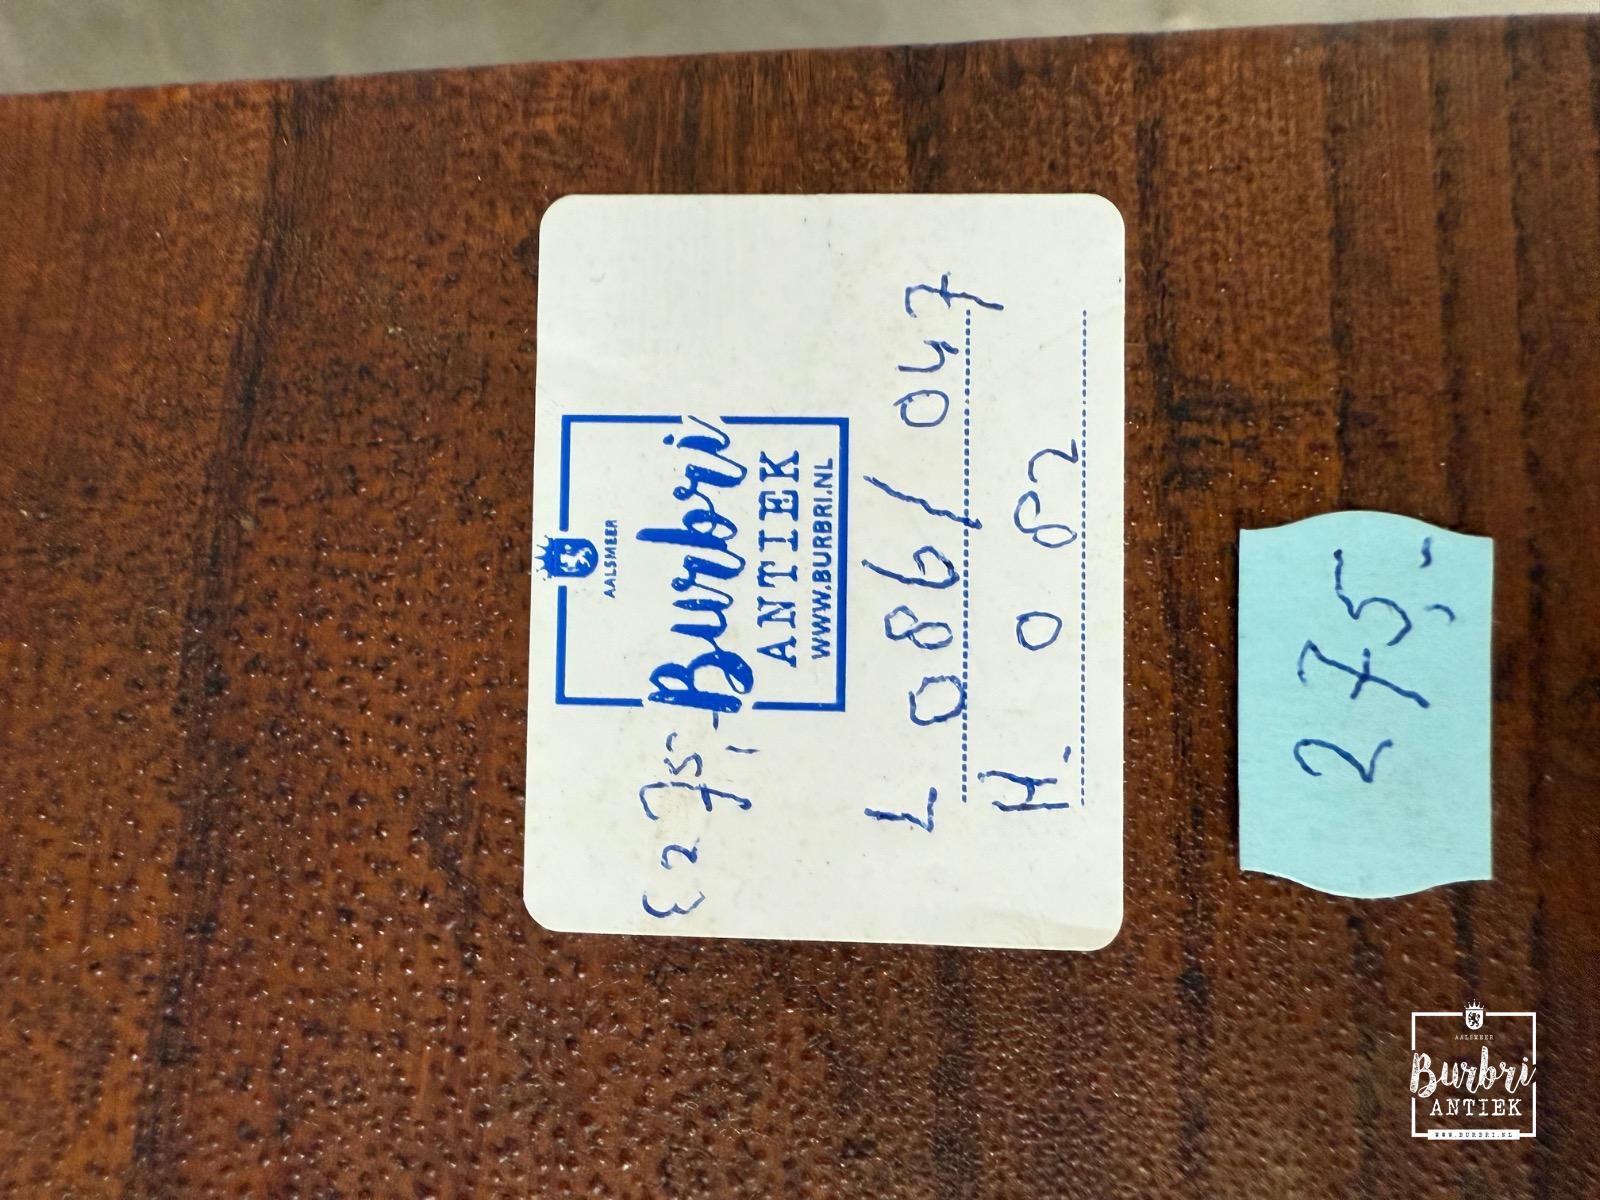 AALSMEER
Burbri
ANTIEK
WWW.BURBRI.NL
€ 275,-
L 086/047
H. 082
275,-
AALSMEER
Burbri
ANTIEK
WWW.BURBRI.NL